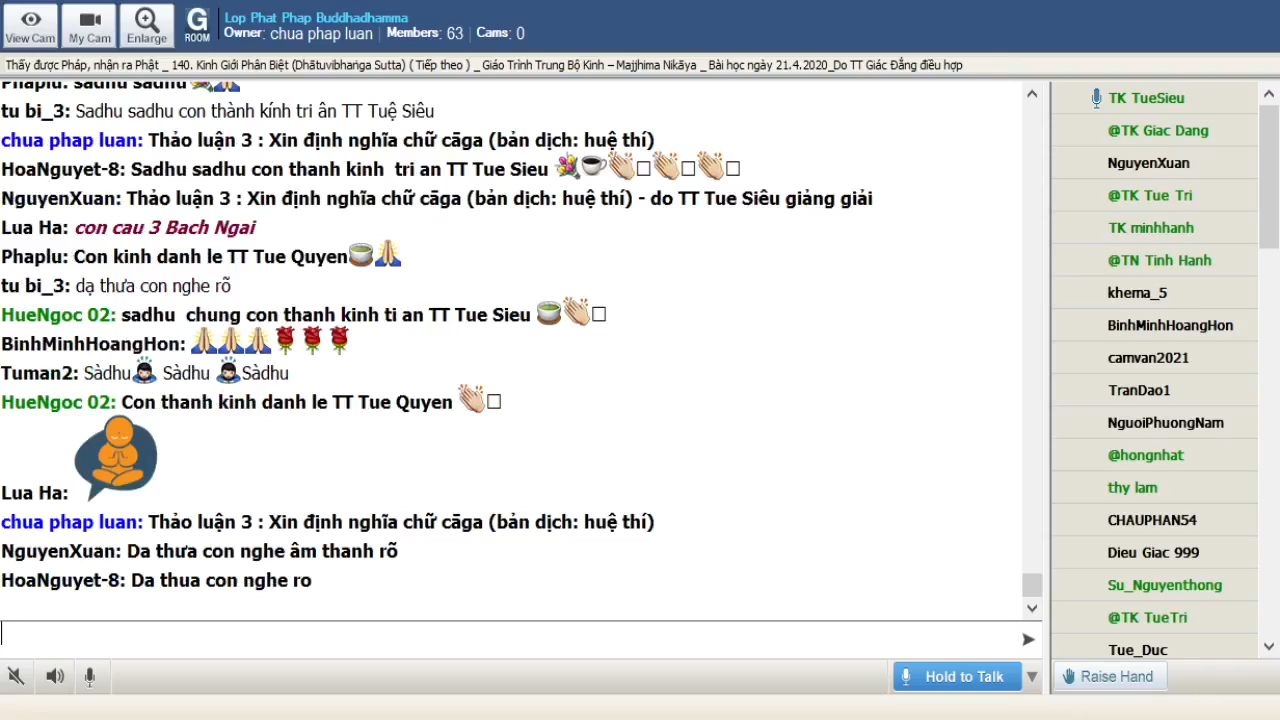 View Cam
My Cam
Enlarge
G
ROOM
Lop Phat Phap Buddhadhamma
Owner: chua phap luan | Members: 63 | Cams: 0
Thấy được Pháp, nhận ra Phật _ 140. Kinh Giới Phân Biệt (Dhātuvibhaṅga Sutta) ( Tiếp theo ) _ Giáo Trình Trung Bộ Kinh – Majjhima Nikāya _ Bài học ngày 21.4.2020_Do TT Giác Đẳng điều hợp
Phaplu: sadhu sadhu
tu bi_3: Sadhu sadhu con thành kính tri ân TT Tuệ Siêu
chua phap luan: Thảo luận 3 : Xin định nghĩa chữ cāga (bản dịch: huệ thí)
HoaNguyet-8: Sadhu sadhu con thanh kinh tri an TT Tue Sieu
NguyenXuan: Thảo luận 3 : Xin định nghĩa chữ cāga (bản dịch: huệ thí) - do TT Tue Siêu giảng giải
Lua Ha: con cau 3 Bach Ngai
Phaplu: Con kinh danh le TT Tue Quyen
tu bi_3: dạ thưa con nghe rõ
HueNgoc 02: sadhu chung con thanh kinh ti an TT Tue Sieu
BinhMinhHoangHon:
Tuman2: Sàdhu Sàdhu Sàdhu
HueNgoc 02: Con thanh kinh danh le TT Tue Quyen
Lua Ha:
chua phap luan: Thảo luận 3 : Xin định nghĩa chữ cāga (bản dịch: huệ thí)
NguyenXuan: Da thưa con nghe âm thanh rõ
HoaNguyet-8: Da thua con nghe ro
Hold to Talk
TK TueSieu
@TK Giac Dang
NguyenXuan
@TK Tue Tri
TK minhhanh
@TN Tinh Hanh
khema_5
BinhMinhHoangHon
camvan2021
TranDao1
NguoiPhuongNam
@hongnhat
thy lam
CHAUPHAN54
Dieu Giac 999
Su_Nguyenthong
@TK TueTri
Tue_Duc
Raise Hand